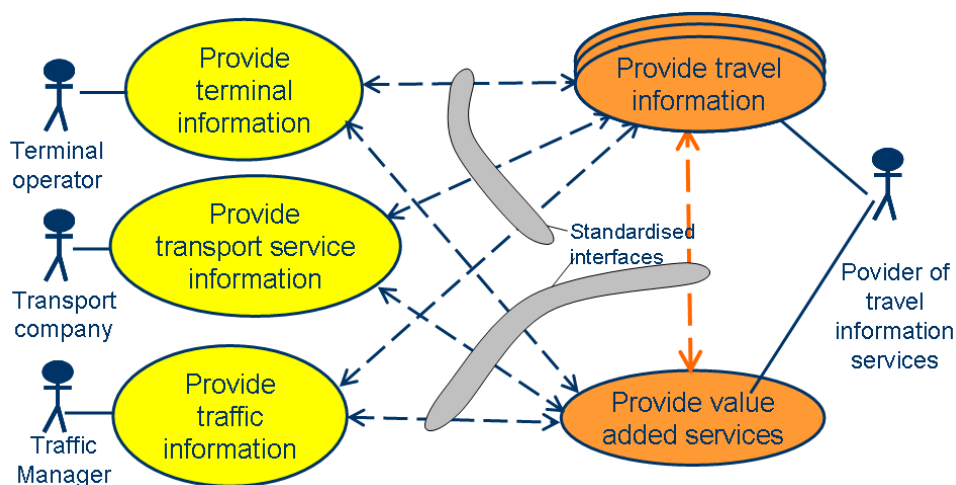 Provide
terminal
information
Terminal
operator
Provide
transport service
information
Transport
company
Provide
traffic
information
Traffic
Manager
Provide travel
information
Standardised
interfaces
Povider of
travel
information
services
Provide value
added services